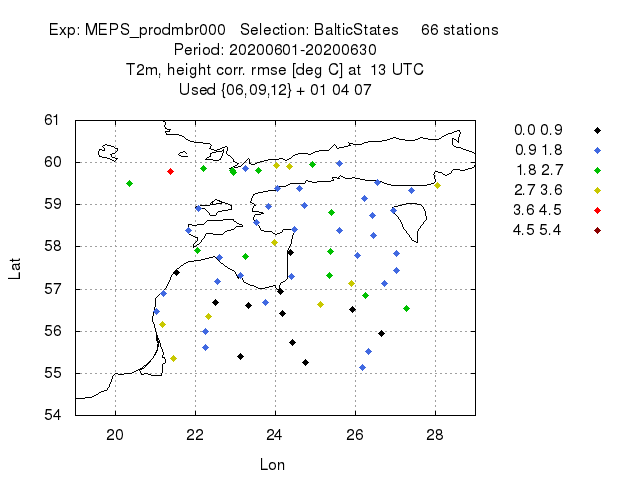 Exp: MEPS_prodmbr000 Selection: BalticStates 66 stations
Period: 20200601-20200630
T2m, height corr. rmse [deg C] at 13 UTC
Used {06,09,12} + 01 04 07
61
60
59
58
57
56
55
54
Lat
20 22 24 26 28
Lon
0.0 0.9
0.9 1.8
1.8 2.7
2.7 3.6
3.6 4.5
4.5 5.4